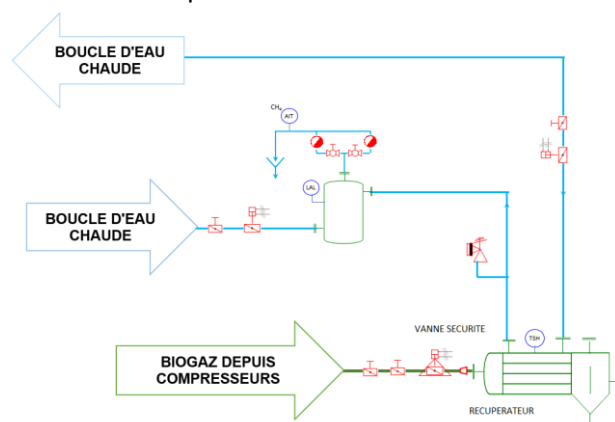 BOUCLE D'EAU
CHAUDE
CH₄
AIT
LAL
BOUCLE D'EAU
CHAUDE
VANNE SECURITE
TSH
BIOGAZ DEPUIS
COMPRESSEURS
RECUPERATEUR